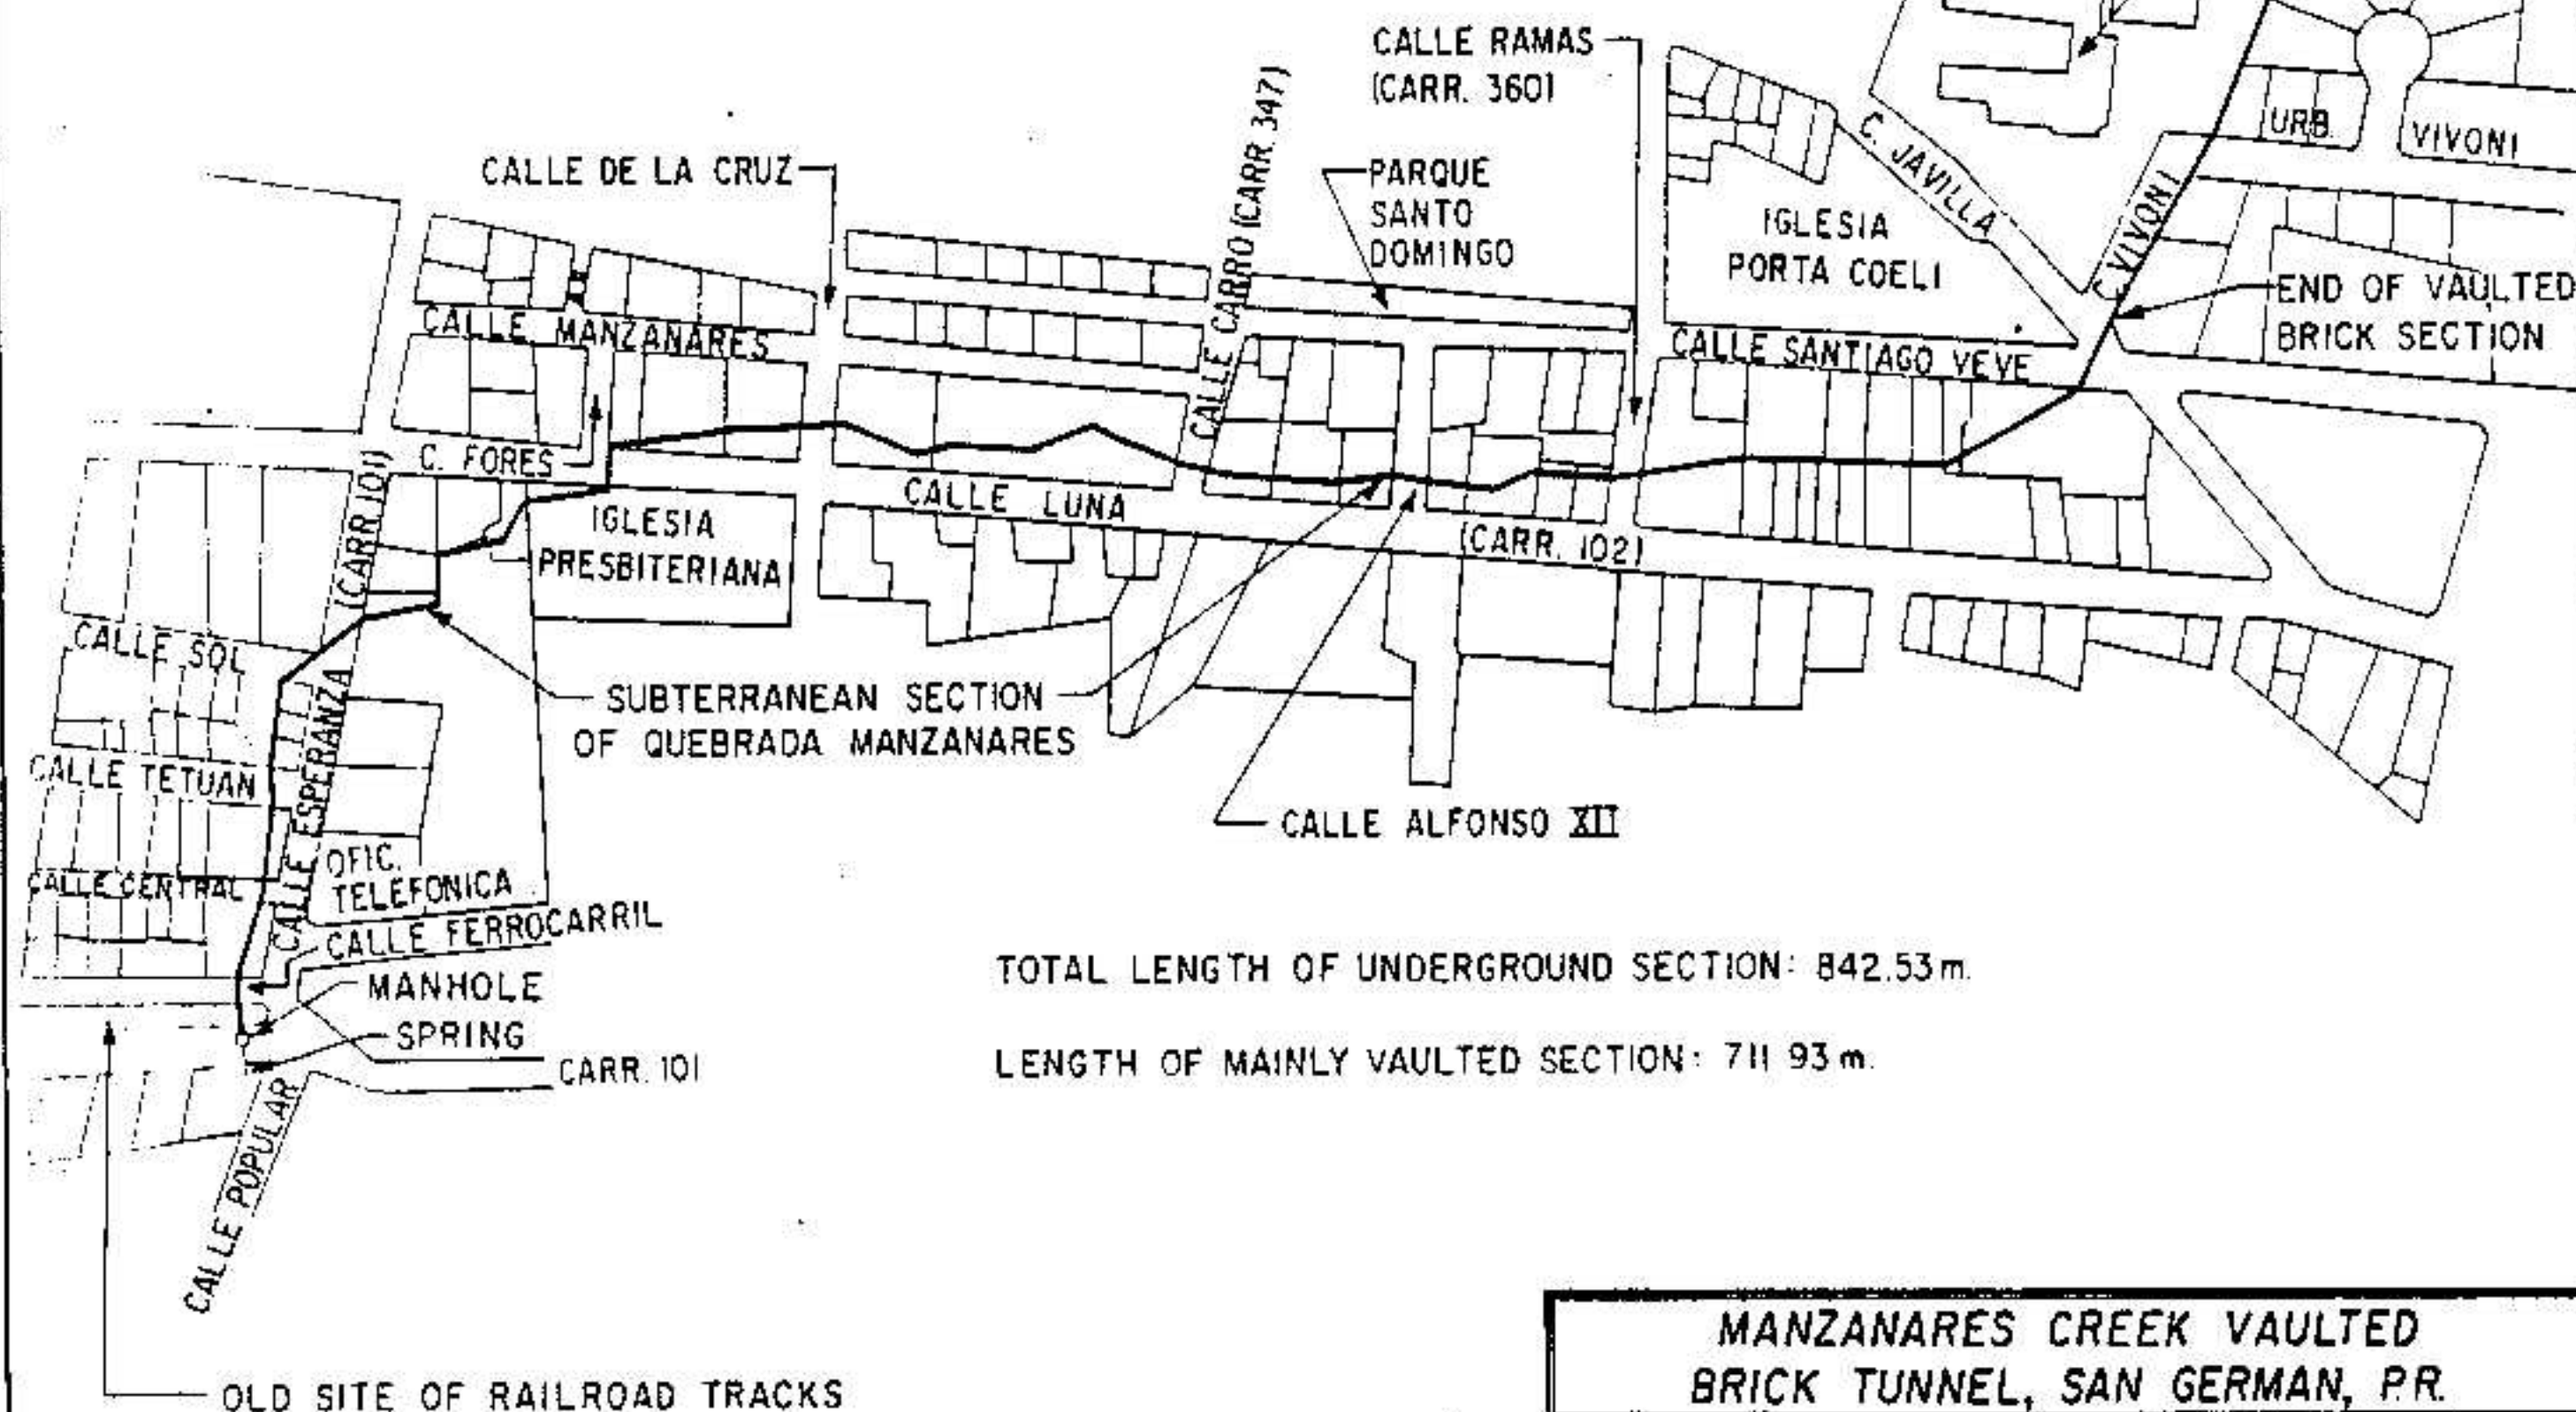 CALLE RAMAS
(CARR. 360)
CALLE DE LA CRUZ
CALLE CARRO (CARR. 347)
PARQUE
SANTO
DOMINGO
C. JAVILLA
URB. VIVONI
C. VIVONI
IGLESIA
PORTA COELI
END OF VAULTED
BRICK SECTION
CALLE MANZANARES
CALLE SANTIAGO VEVE
C. FORES
CALLE LUNA
(CARR. 102)
IGLESIA
PRESBITERIANA
CALLE ESPERANZA (CARR. 101)
CALLE SOL
SUBTERRANEAN SECTION
OF QUEBRADA MANZANARES
CALLE TETUAN
CALLE ALFONSO XII
CALLE CENTRAL
OFIC.
TELEFONICA
CALLE FERROCARRIL
MANHOLE
SPRING
CARR. 101
CALLE POPULAR
TOTAL LENGTH OF UNDERGROUND SECTION: 842.53 m.
LENGTH OF MAINLY VAULTED SECTION: 711 93 m.
OLD SITE OF RAILROAD TRACKS
MANZANARES CREEK VAULTED
BRICK TUNNEL, SAN GERMAN, P.R.